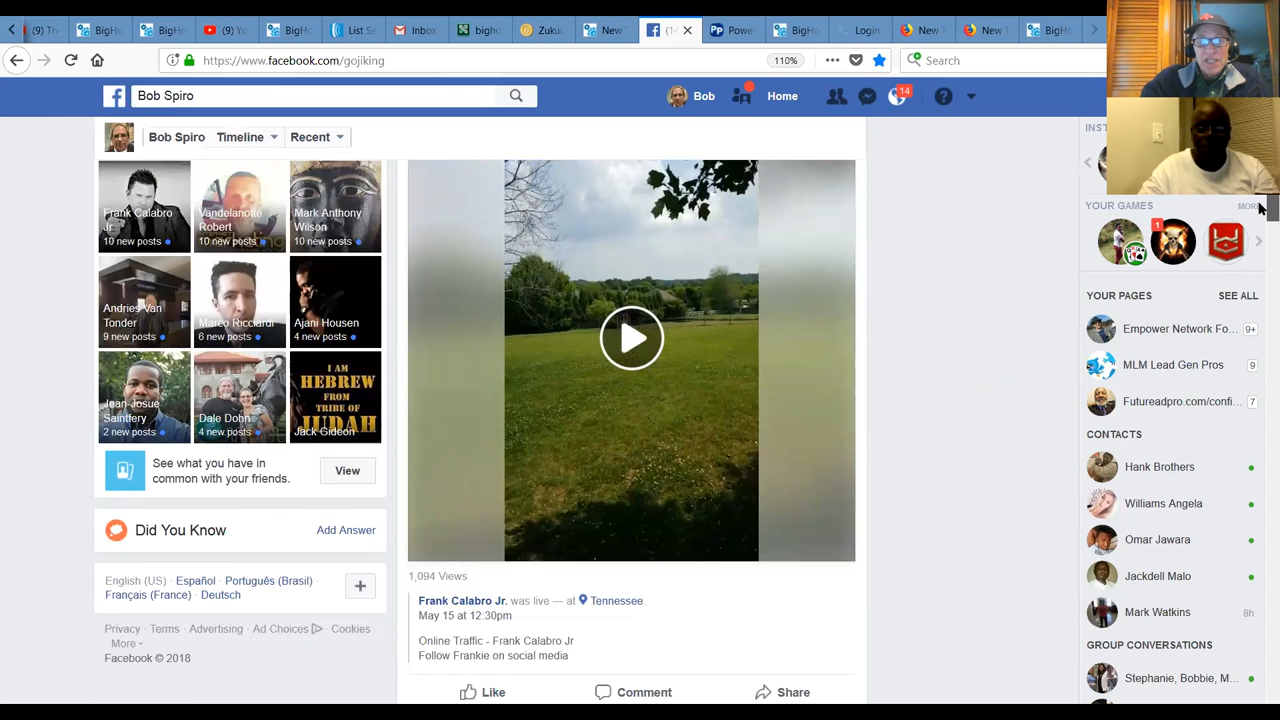 (9) Th
BigHo
(9) Yo
BigHo
List Se
Inbox
bigho
Zukul
New T
(14
Powe
BigHo
Login
New T
New T
BigHo
https://www.facebook.com/gojiking
110%
Search
Bob Spiro
Bob
Home
14
Bob Spiro
Timeline
Recent
Frank Calabro
Jr.
10 new posts
Vandelanotte
Robert
10 new posts
Mark Anthony
Wilson
10 new posts
Andries Van
Tonder
9 new posts
Marco Ricciardi
6 new posts
Ajani Housen
4 new posts
Jean Josue
Saintfery
2 new posts
Dale Dohn
4 new posts
I AM
HEBREW
FROM
TRIBE OF
JUDAH
Jack Gideon
See what you have in
common with your friends.
View
Did You Know
Add Answer
English (US) · Español · Português (Brasil) ·
Français (France) · Deutsch
Privacy · Terms · Advertising · Ad Choices · Cookies
More
Facebook © 2018
1,094 Views
Frank Calabro Jr. was live — at Tennessee
May 15 at 12:30pm
Online Traffic - Frank Calabro Jr
Follow Frankie on social media
Like
Comment
Share
INST
YOUR GAMES
MORE
1
YOUR PAGES
SEE ALL
Empower Network Fo...
9+
MLM Lead Gen Pros
9
Futureadpro.com/confi...
7
CONTACTS
Hank Brothers
Williams Angela
Omar Jawara
Jackdell Malo
Mark Watkins
8h
GROUP CONVERSATIONS
Stephanie, Bobbie, M...